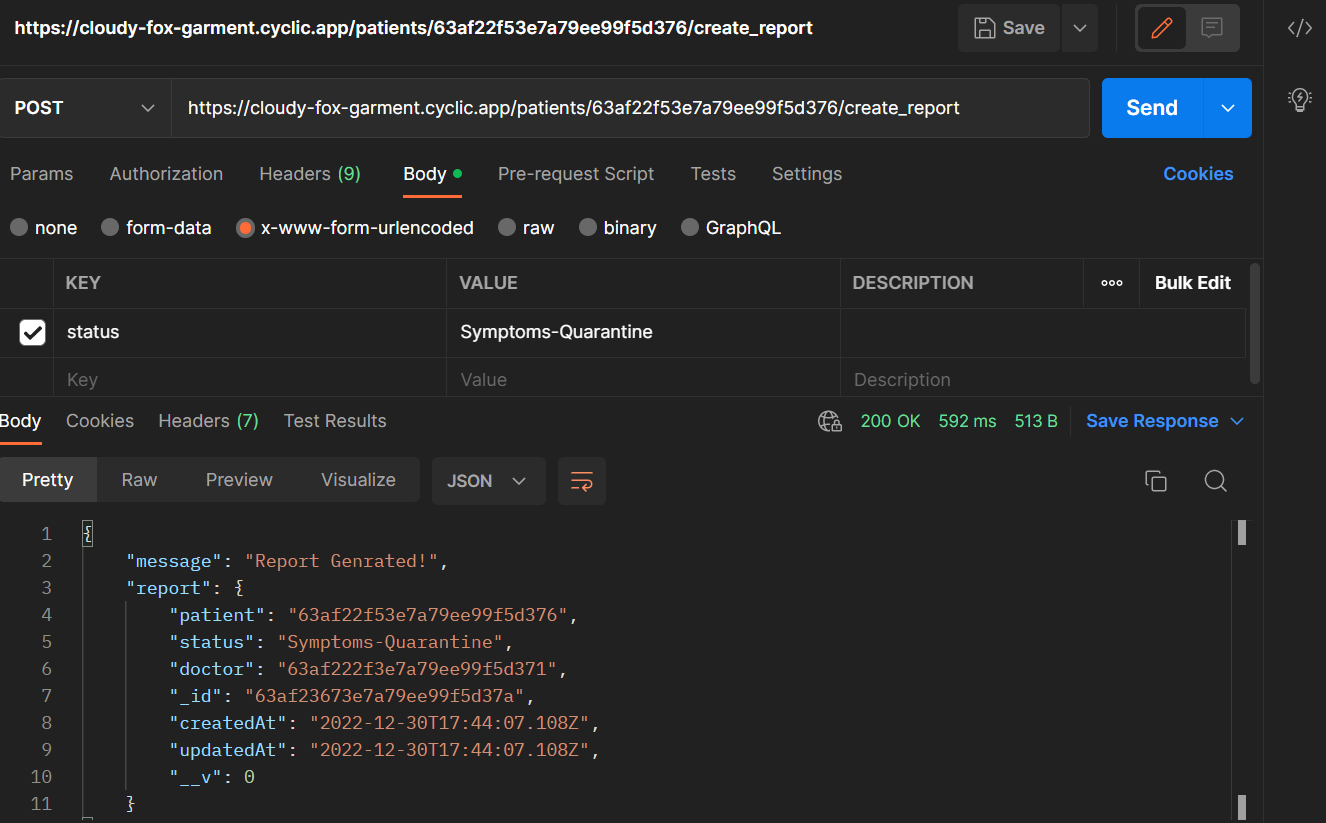 https://cloudy-fox-garment.cyclic.app/patients/63af22f53e7a79ee99f5d376/create_report Save
POST https://cloudy-fox-garment.cyclic.app/patients/63af22f53e7a79ee99f5d376/create_report Send
Params Authorization Headers (9) Body Pre-request Script Tests Settings Cookies
none form-data x-www-form-urlencoded raw binary GraphQL
KEY VALUE DESCRIPTION ooo Bulk Edit
status Symptoms-Quarantine
Key Value Description
Body Cookies Headers (7) Test Results 200 OK 592 ms 513 B Save Response
Pretty Raw Preview Visualize JSON
1 {
2 "message": "Report Genrated!",
3 "report": {
4 "patient": "63af22f53e7a79ee99f5d376",
5 "status": "Symptoms-Quarantine",
6 "doctor": "63af222f3e7a79ee99f5d371",
7 "_id": "63af23673e7a79ee99f5d37a",
8 "createdAt": "2022-12-30T17:44:07.108Z",
9 "updatedAt": "2022-12-30T17:44:07.108Z",
10 "__v": 0
11 }